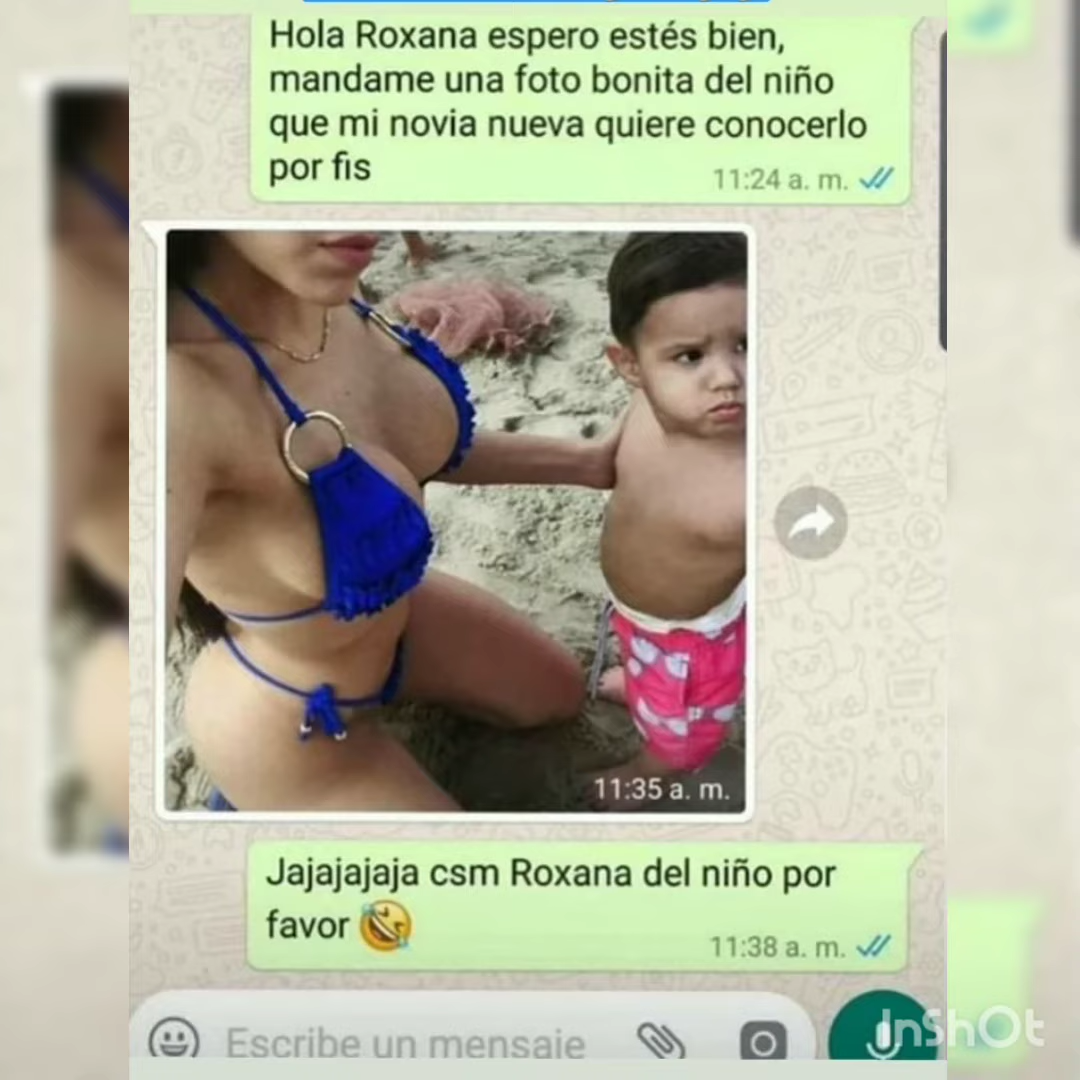 Hola Roxana espero estés bien,
mandame una foto bonita del niño
que mi novia nueva quiere conocerlo
por fis
11:24 a. m.
11:35 a. m.
Jajajajaja csm Roxana del niño por
favor 🤣
11:38 a. m.
Escribe un mensaje
InShOt